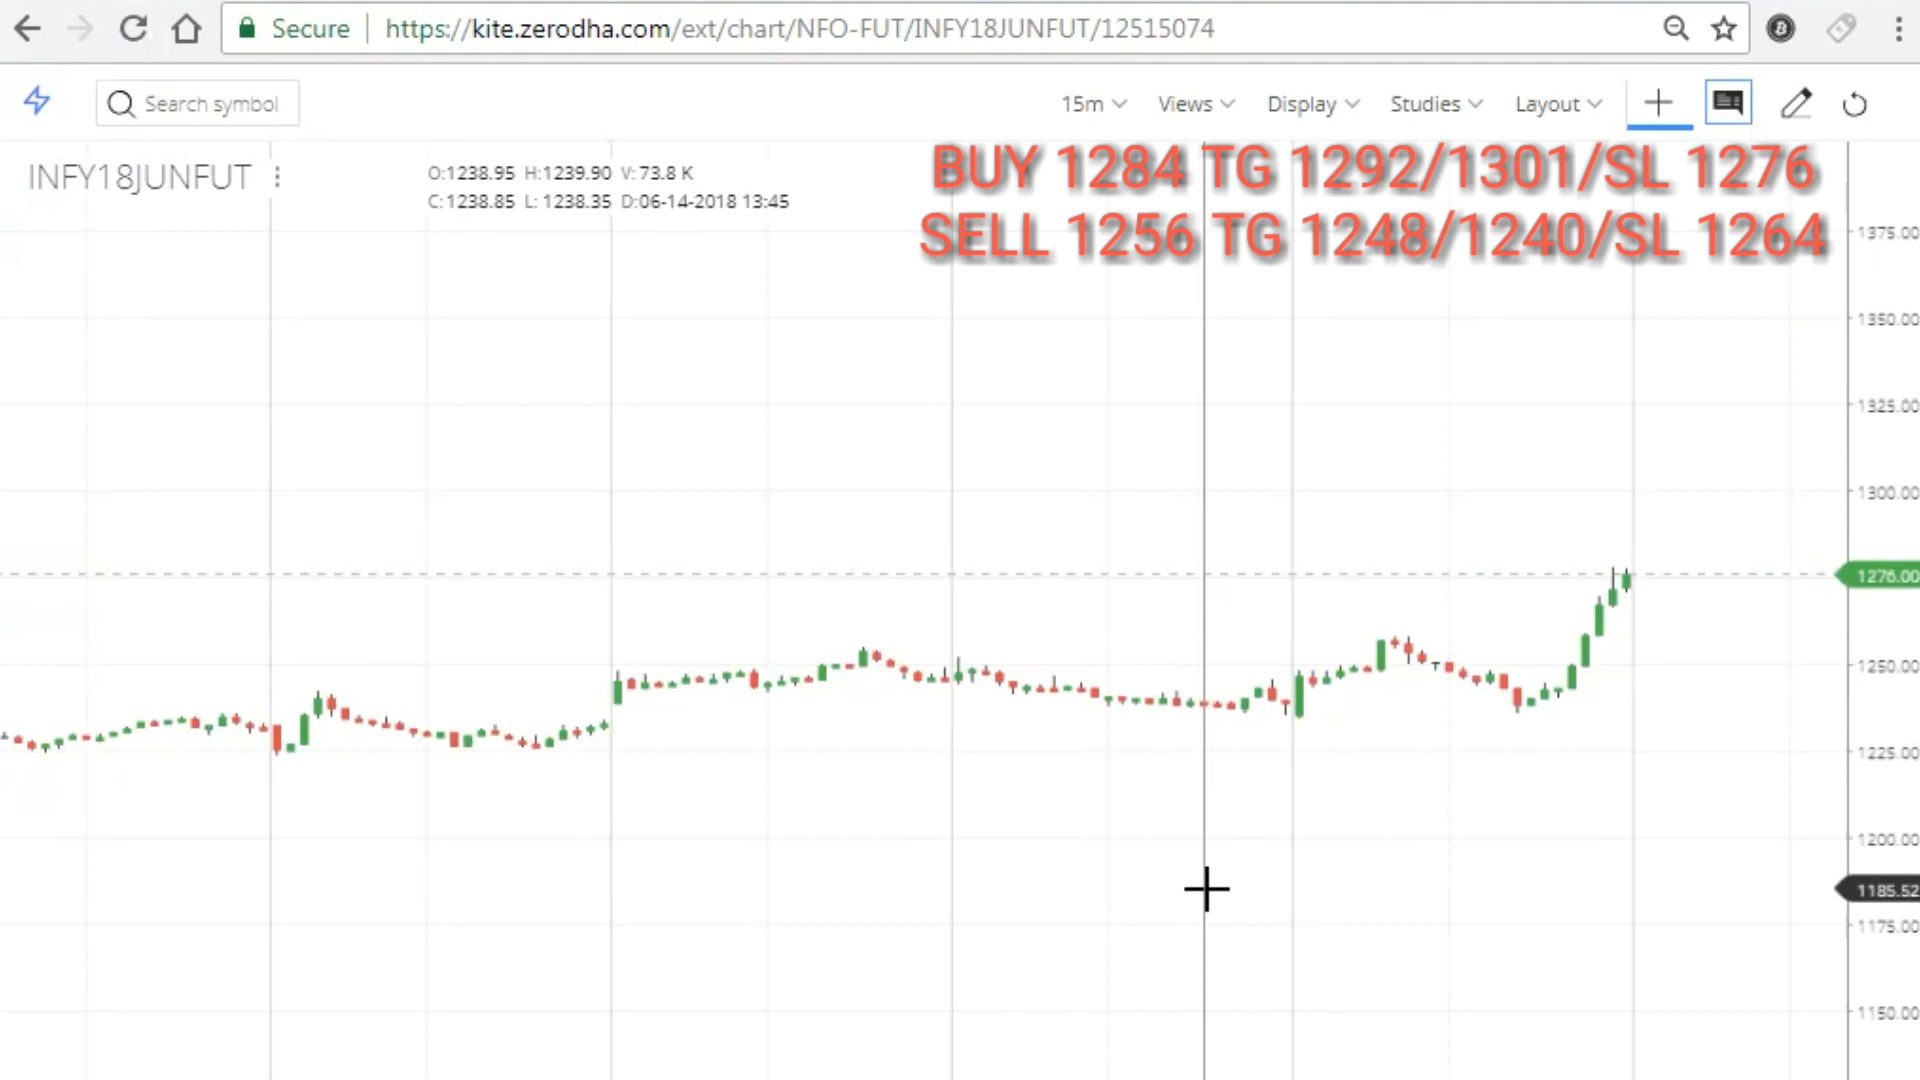 Secure https://kite.zerodha.com/ext/chart/NFO-FUT/INFY18JUNFUT/12515074
Search symbol 15m Views Display Studies Layout
BUY 1284 TG 1292/1301/SL 1276
SELL 1256 TG 1248/1240/SL 1264
INFY18JUNFUT
O:1238.95 H:1239.90 V:73.8 K
C:1238.85 L:1238.35 D:06-14-2018 13:45
1375.00
1350.00
1325.00
1300.00
1276.00
1250.00
1225.00
1200.00
1185.52
1175.00
1150.00